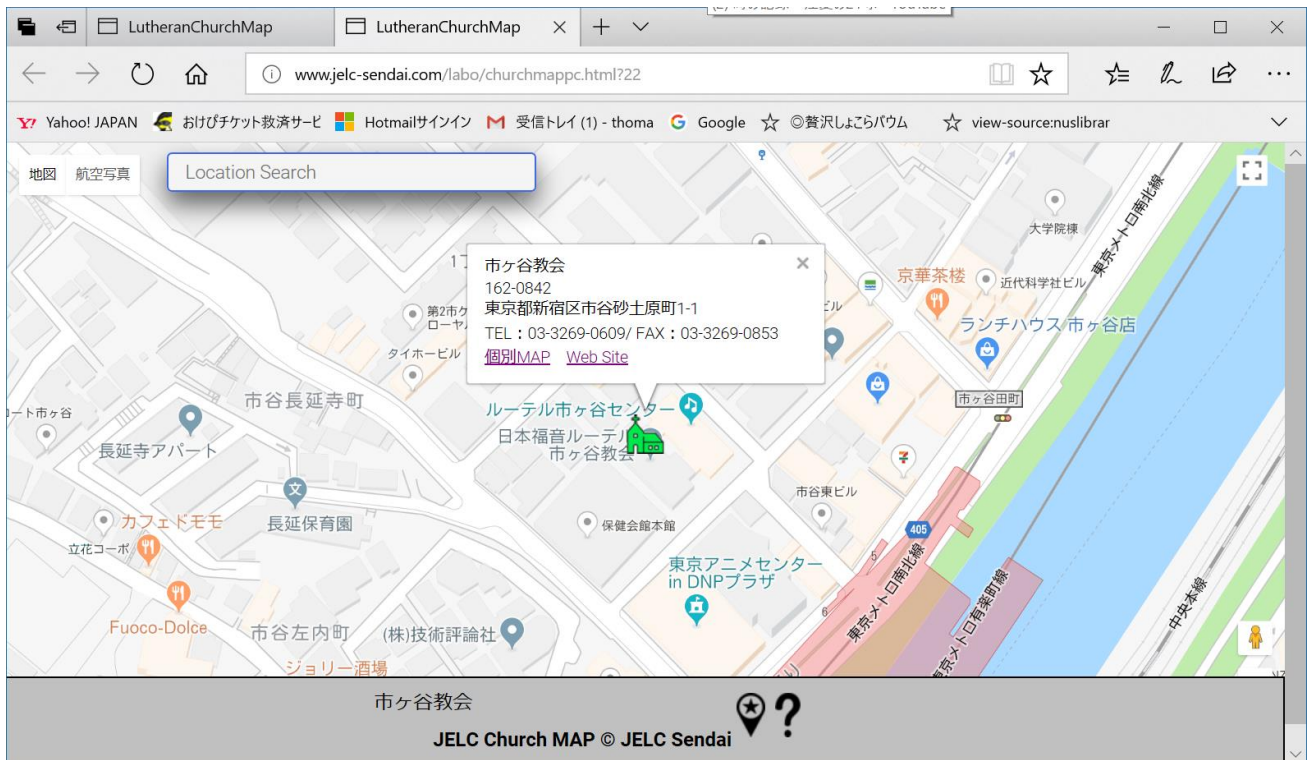 LutheranChurchMap
LutheranChurchMap
www.jelc-sendai.com/labo/churchmappc.html?22
Yahoo! JAPAN
おけぴチケット救済サービ
Hotmailサインイン
受信トレイ (1) - thoma
Google
◎贅沢しょこらバウム
view-source:nuslibrar
地図
航空写真
Location Search
大学院棟
東京メトロ南北線
市ヶ谷教会
162-0842
東京都新宿区市谷砂土原町1-1
TEL：03-3269-0609/ FAX：03-3269-0853
個別MAP Web Site
第2市ケ
ローヤ
タイホービル
京華茶楼
近代科学社ビル
ランチハウス 市ヶ谷店
市谷長延寺町
市ヶ谷田町
ート市ヶ谷
ルーテル市ヶ谷センター
日本福音ルーテル
市ヶ谷教会
長延寺アパート
市谷東ビル
カフェドモモ
長延保育園
保健会館本館
405
立花コーポ
東京アニメセンター
in DNPプラザ
5
6
東京メトロ南北線
東京メトロ有楽町線
中央本線
Fuoco-Dolce
市谷左内町
(株)技術評論社
ジョリー酒場
市ヶ谷教会
JELC Church MAP © JELC Sendai